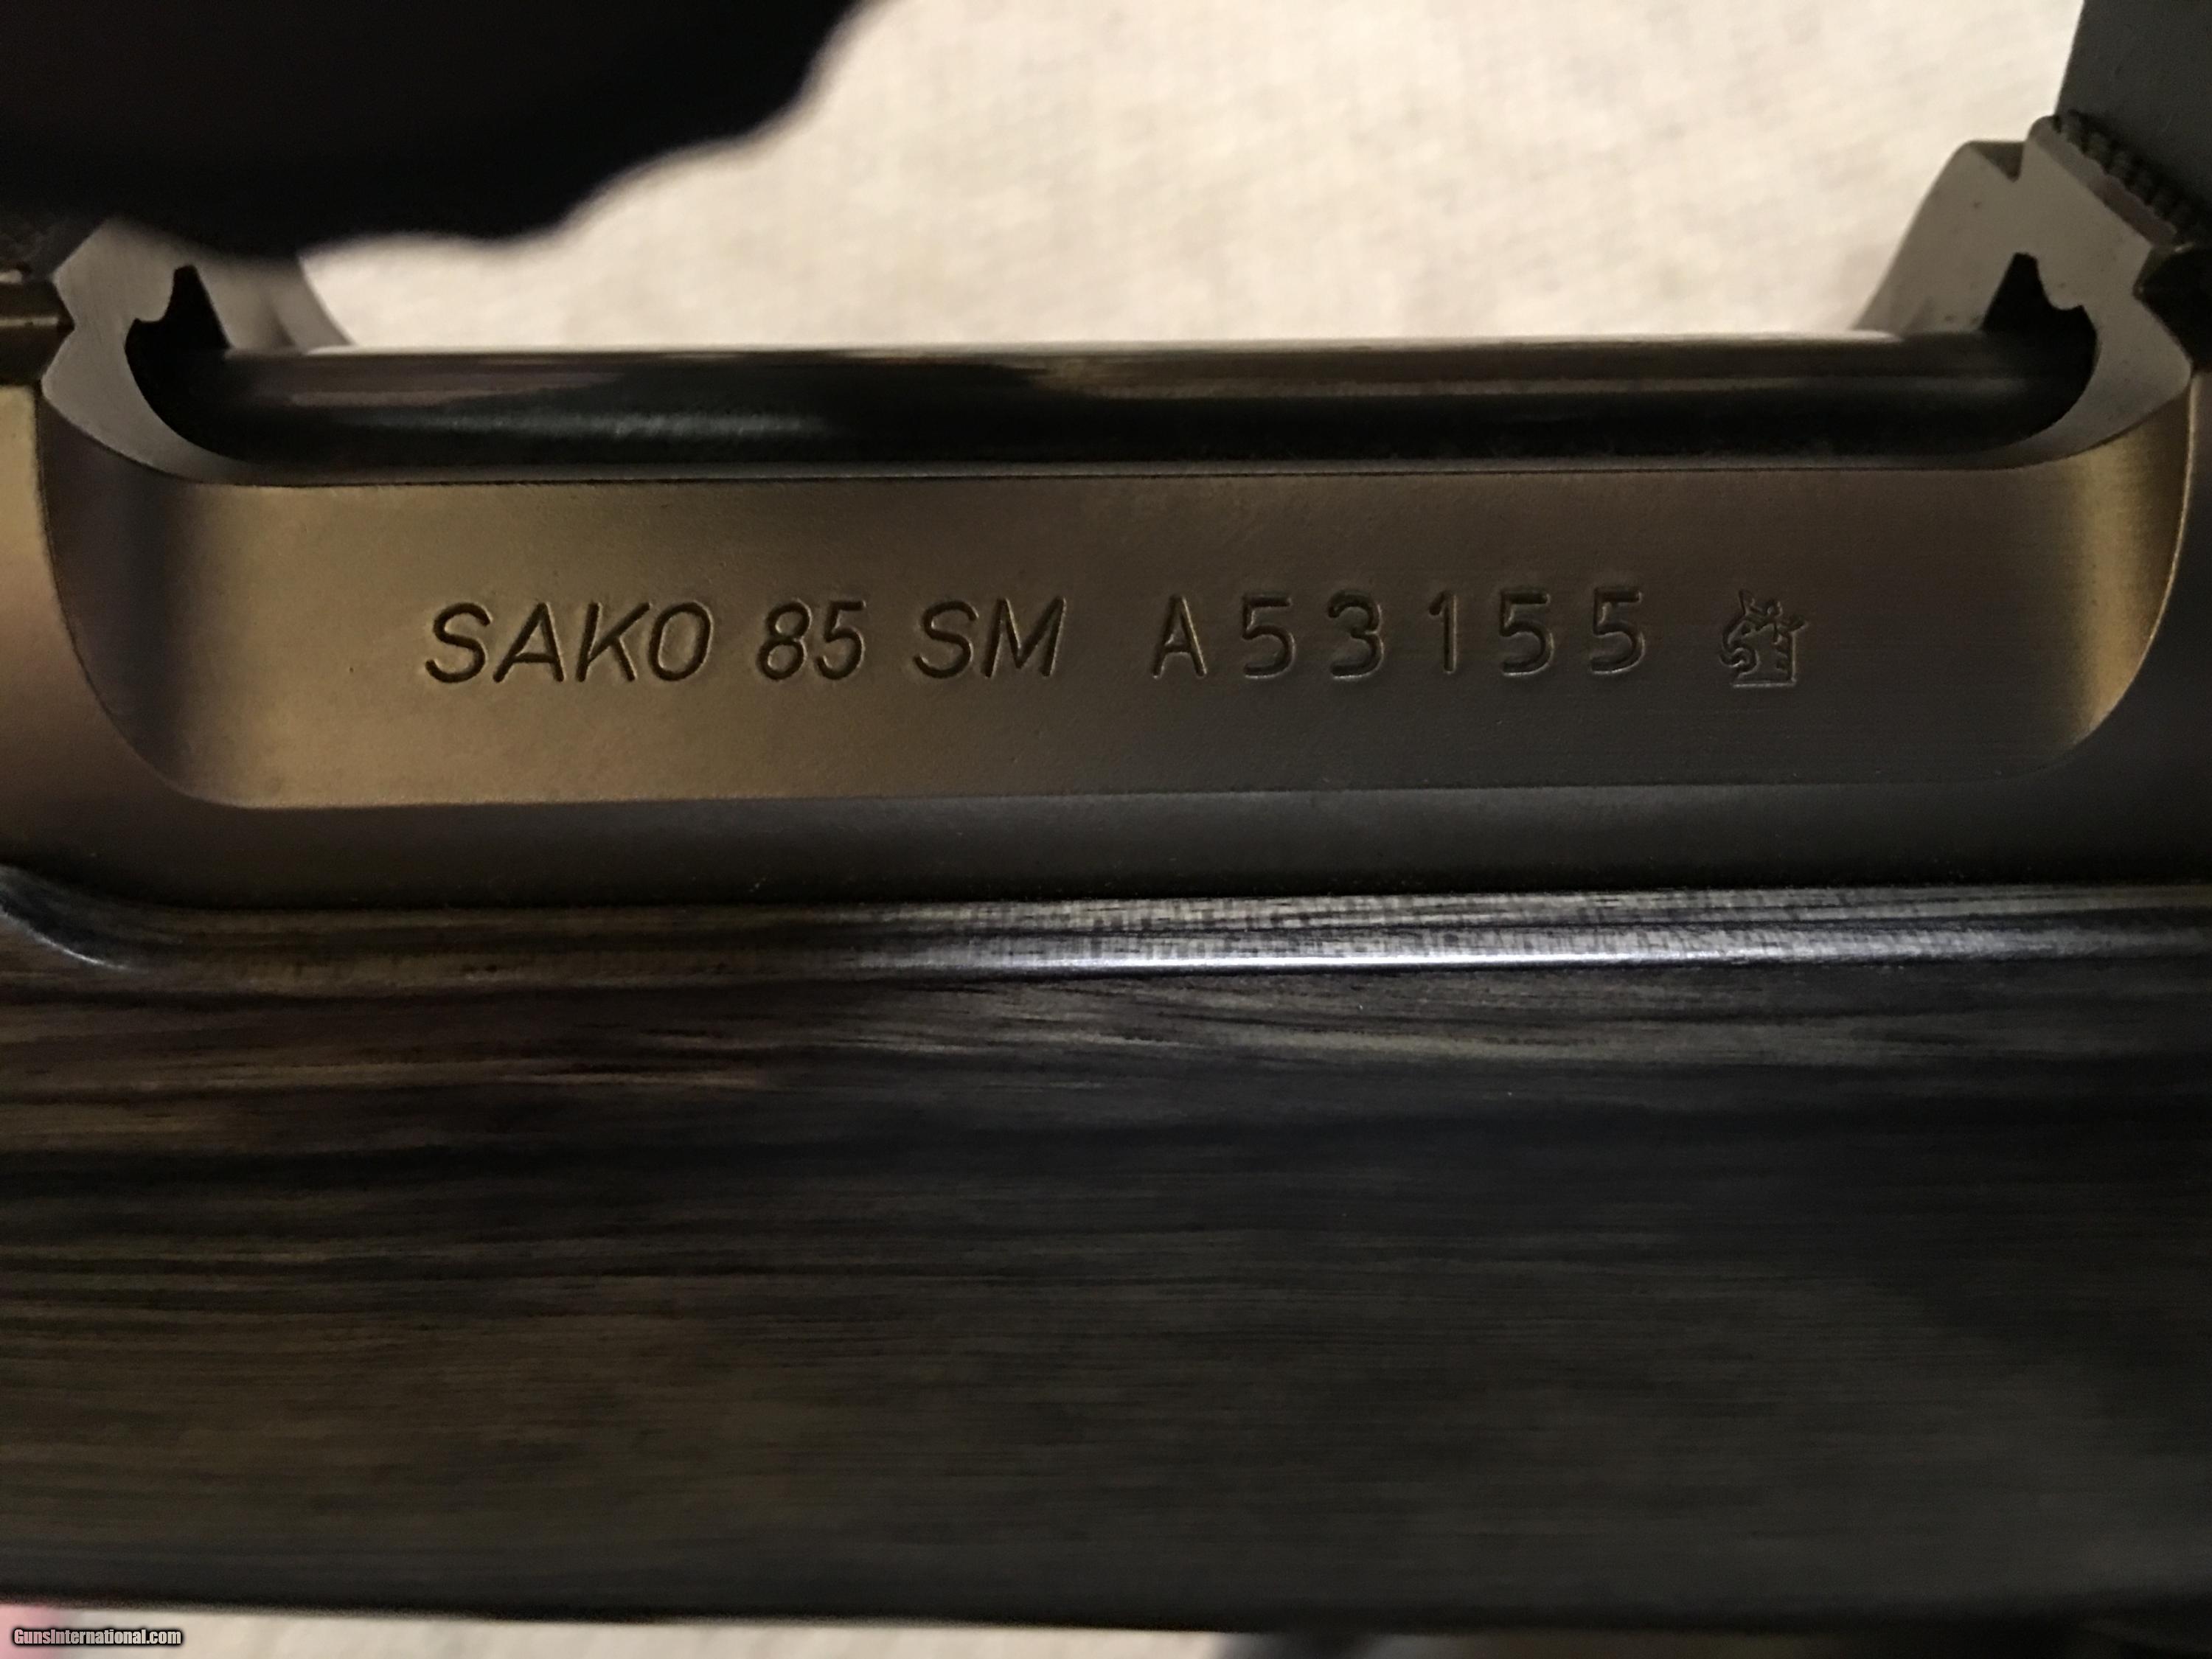 SAKO 85 SM A53155
GunsInternational.com